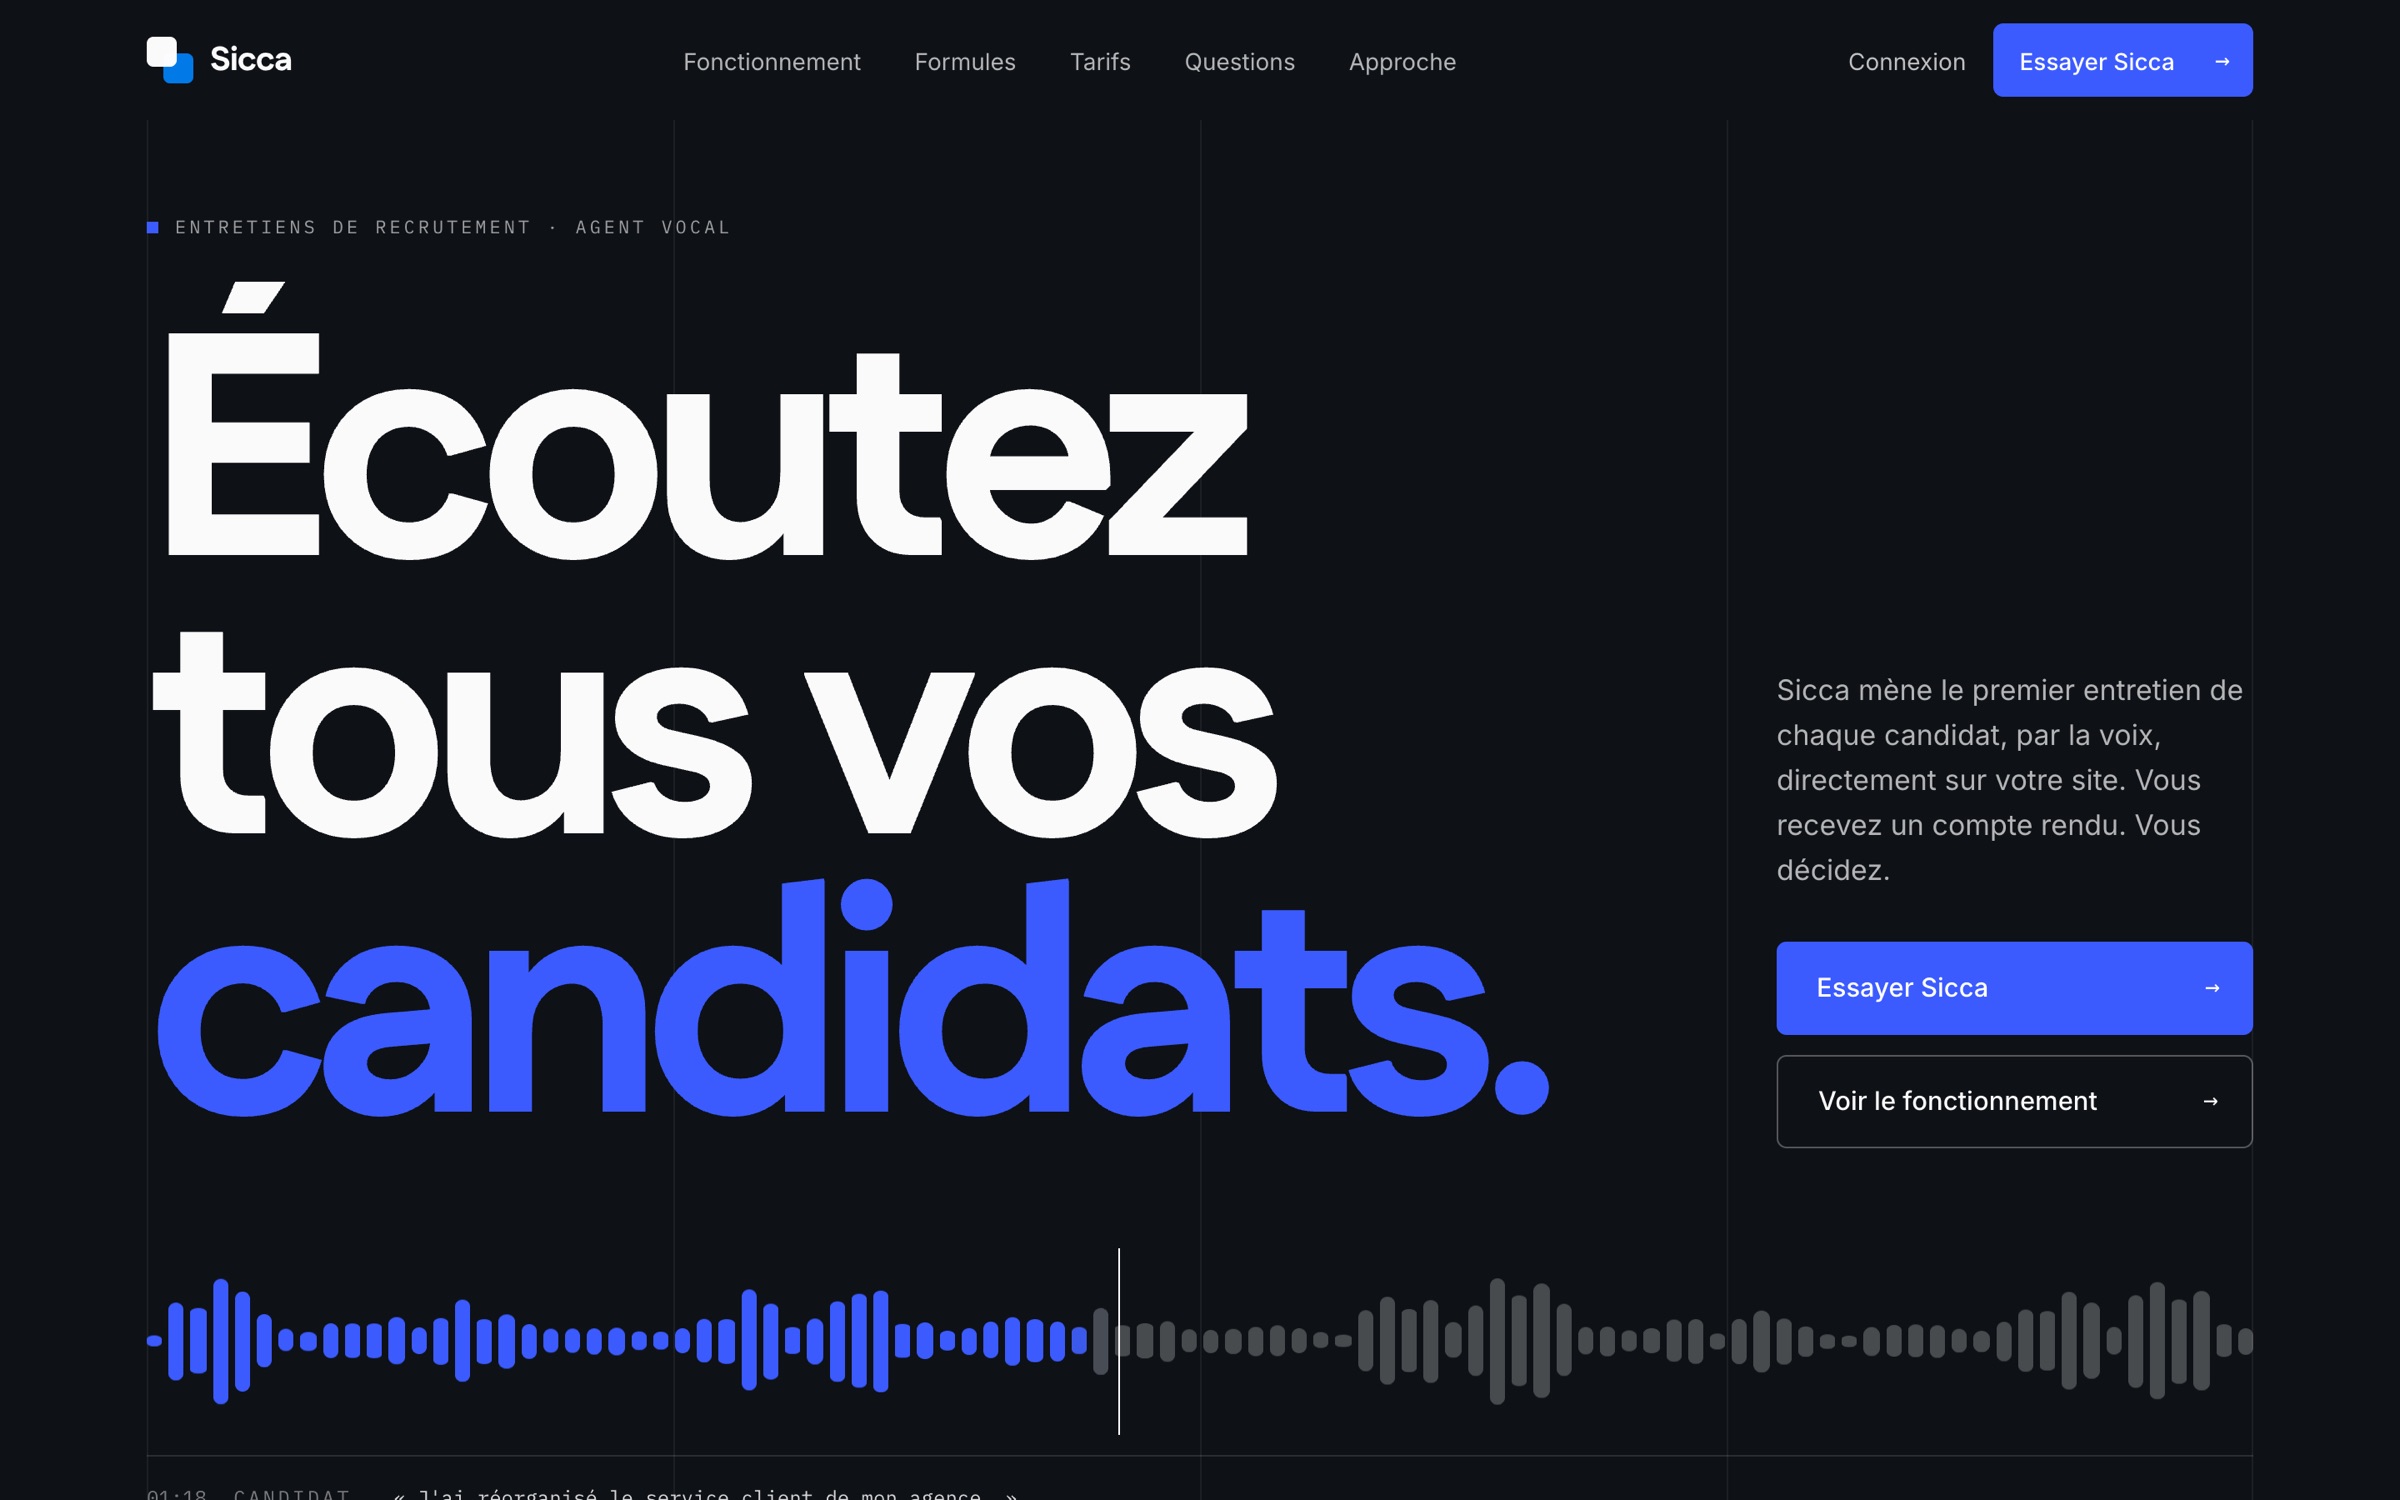 Sicca
Fonctionnement
Formules
Tarifs
Questions
Approche
Connexion
Essayer Sicca →
ENTRETIENS DE RECRUTEMENT · AGENT VOCAL
Écoutez
tous vos
candidats.
Sicca mène le premier entretien de
chaque candidat, par la voix,
directement sur votre site. Vous
recevez un compte rendu. Vous
décidez.
Essayer Sicca →
Voir le fonctionnement →
01:18 CANDIDAT « J'ai réorganisé le service client de mon agence. »